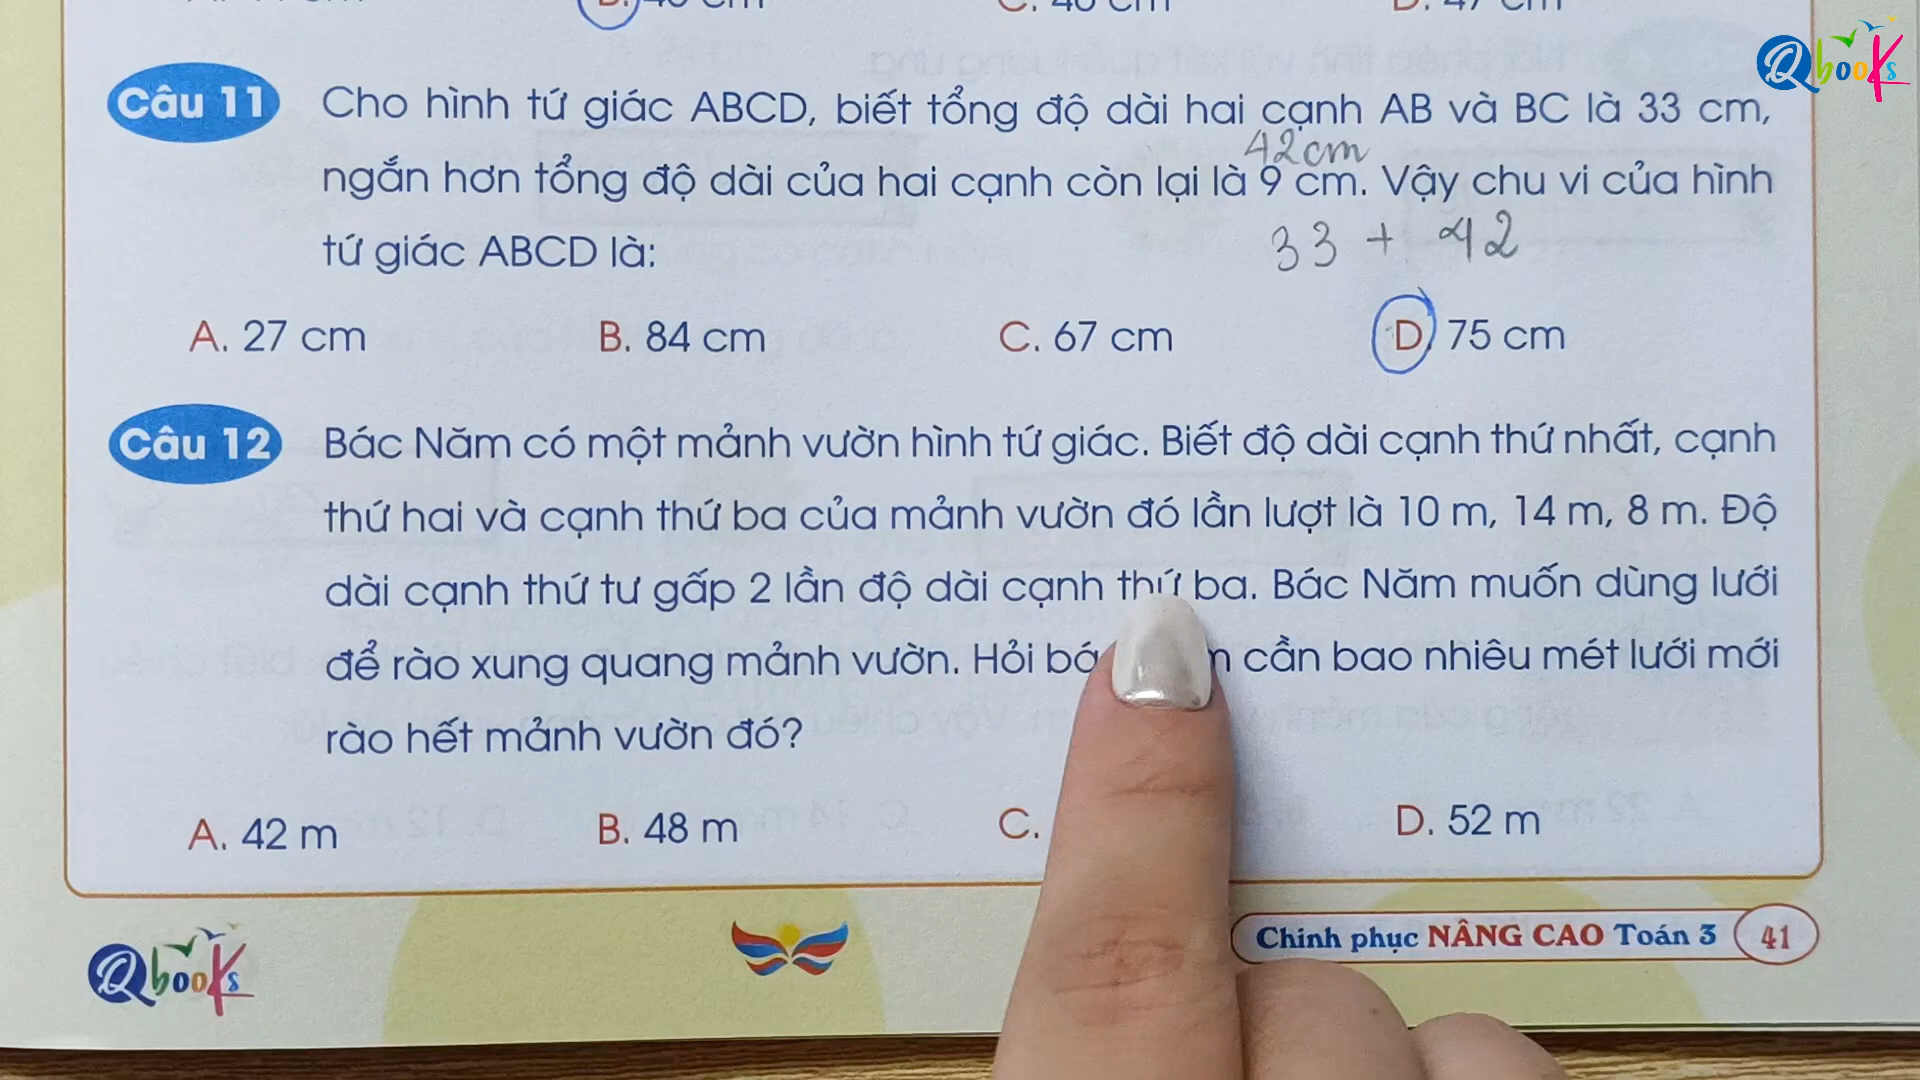 Qbooks
Câu 11 Cho hình tứ giác ABCD, biết tổng độ dài hai cạnh AB và BC là 33 cm,
42cm
ngắn hơn tổng độ dài của hai cạnh còn lại là 9 cm. Vậy chu vi của hình
33 + 42
tứ giác ABCD là:
A. 27 cm B. 84 cm C. 67 cm D. 75 cm
Câu 12 Bác Năm có một mảnh vườn hình tứ giác. Biết độ dài cạnh thứ nhất, cạnh
thứ hai và cạnh thứ ba của mảnh vườn đó lần lượt là 10 m, 14 m, 8 m. Độ
dài cạnh thứ tư gấp 2 lần độ dài cạnh thứ ba. Bác Năm muốn dùng lưới
để rào xung quang mảnh vườn. Hỏi cần bao nhiêu mét lưới mới
rào hết mảnh vườn đó?
A. 42 m B. 48 m C. D. 52 m
Chinh phục NÂNG CAO Toán 3 41
Qbooks